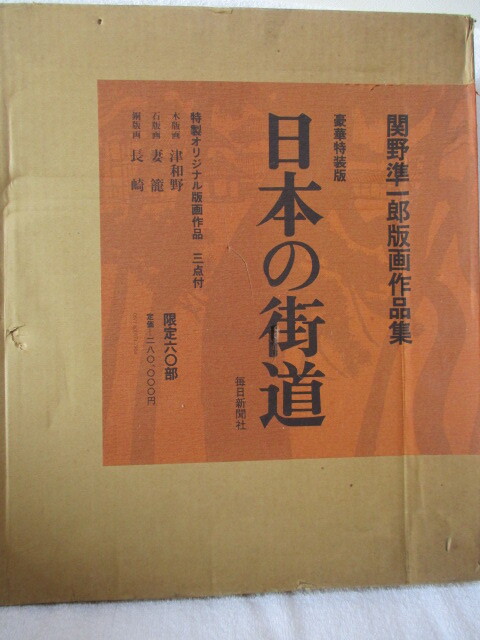 関野準一郎版画作品集
豪華特装版
日本の街道
毎日新聞社
特製オリジナル版画作品 三点付
木版画 津和野
石版画 妻籠
銅版画 長崎
限定六〇部
定価─二八〇、〇〇〇円